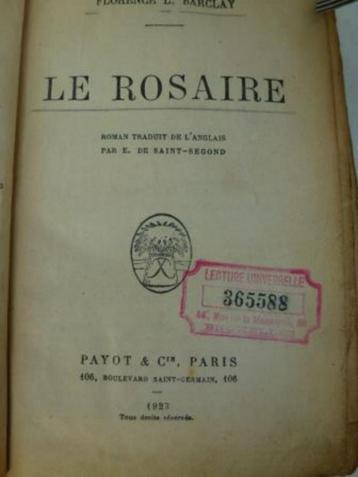 FLORENCE L. BARCLAY
LE ROSAIRE
ROMAN TRADUIT DE L'ANGLAIS
PAR E. DE SAINT-SEGOND
LECTURE UNIVERSELLE
365588
PAYOT & Cie, PARIS
106, BOULEVARD SAINT-GERMAIN, 106
1923
Tous droits réservés.